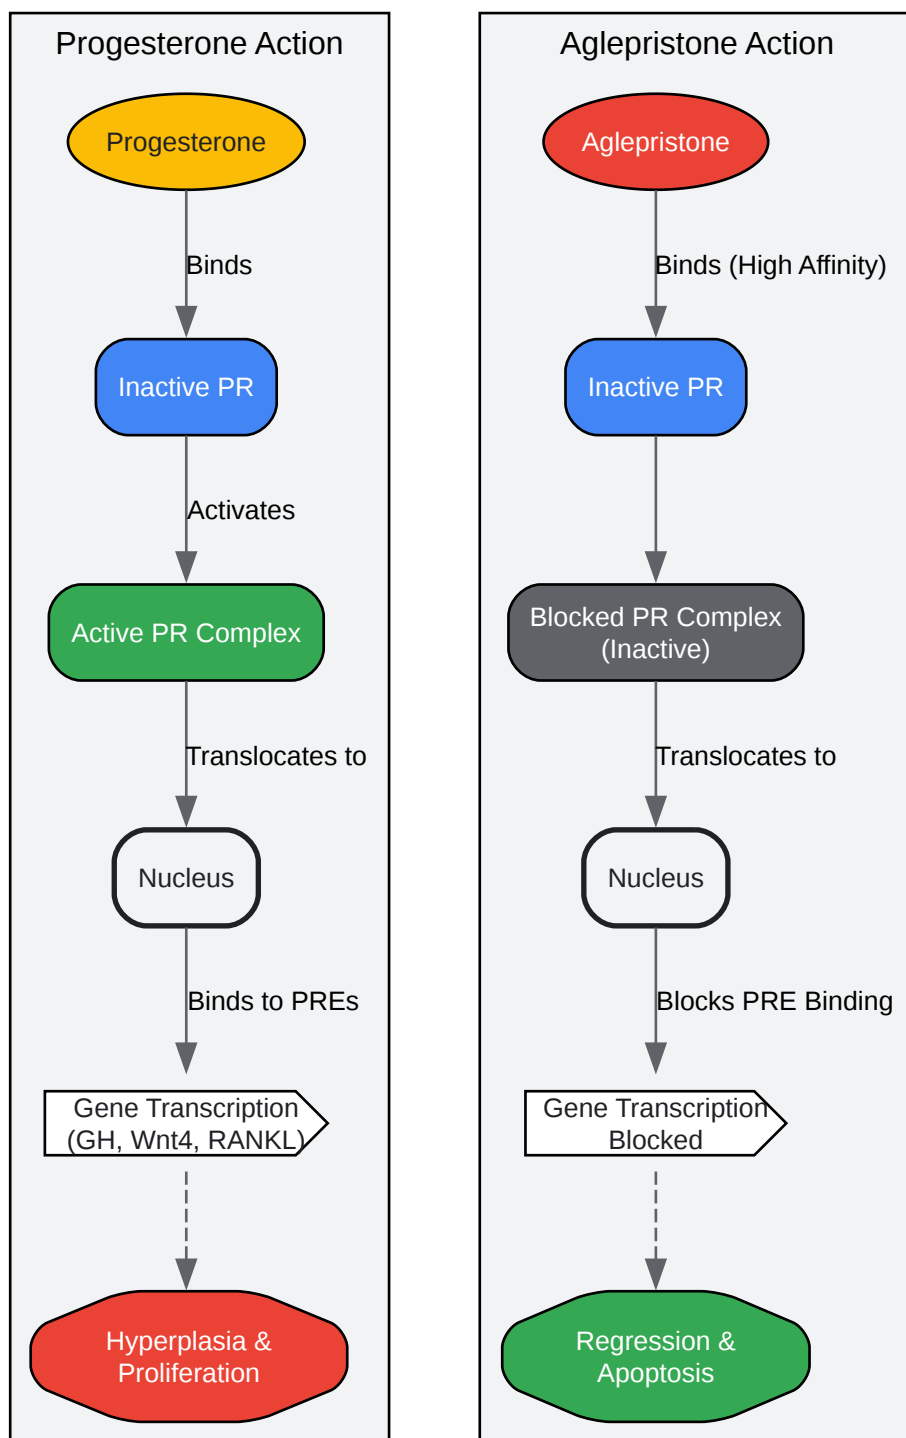 Progesterone Action
Progesterone
Binds
Inactive PR
Activates
Active PR Complex
Translocates to
Nucleus
Binds to PREs
Gene Transcription
(GH, Wnt4, RANKL)
Hyperplasia &
Proliferation
Aglepristone Action
Aglepristone
Binds (High Affinity)
Inactive PR
Blocked PR Complex
(Inactive)
Translocates to
Nucleus
Blocks PRE Binding
Gene Transcription
Blocked
Regression &
Apoptosis